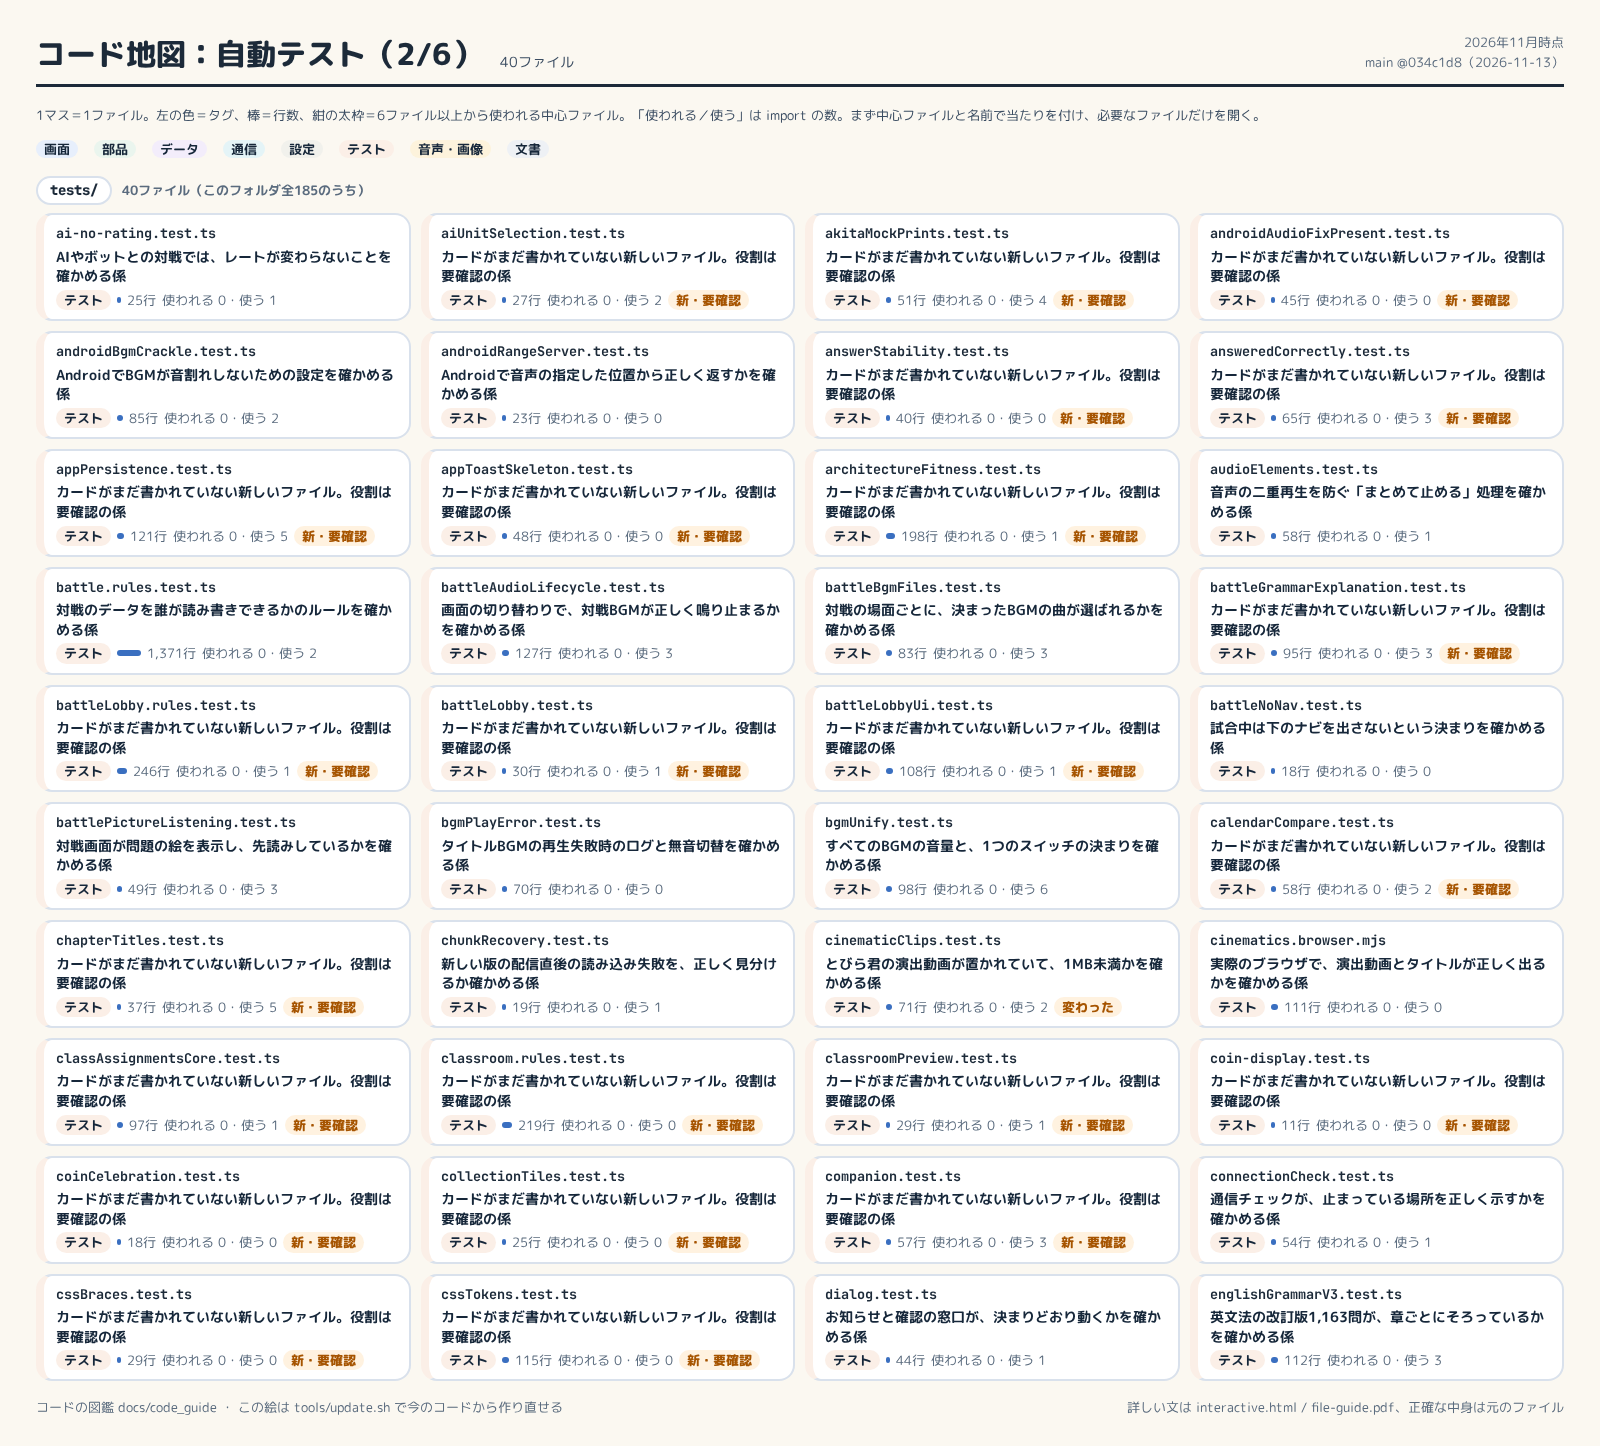 コード地図：自動テスト（2/6） 40ファイル
2026年11月時点
main @034c1d8（2026-11-13）
1マス＝1ファイル。左の色＝タグ、棒＝行数、紺の太枠＝6ファイル以上から使われる中心ファイル。「使われる／使う」は import の数。まず中心ファイルと名前で当たりを付け、必要なファイルだけを開く。
画面 部品 データ 通信 設定 テスト 音声・画像 文書
tests/ 40ファイル（このフォルダ全185のうち）
ai-no-rating.test.ts
AIやボットとの対戦では、レートが変わらないことを
確かめる係
テスト 25行 使われる 0 · 使う 1
aiUnitSelection.test.ts
カードがまだ書かれていない新しいファイル。役割は
要確認の係
テスト 27行 使われる 0 · 使う 2 新・要確認
akitaMockPrints.test.ts
カードがまだ書かれていない新しいファイル。役割は
要確認の係
テスト 51行 使われる 0 · 使う 4 新・要確認
androidAudioFixPresent.test.ts
カードがまだ書かれていない新しいファイル。役割は
要確認の係
テスト 45行 使われる 0 · 使う 0 新・要確認
androidBgmCrackle.test.ts
AndroidでBGMが音割れしないための設定を確かめる
係
テスト 85行 使われる 0 · 使う 2
androidRangeServer.test.ts
Androidで音声の指定した位置から正しく返すかを確
かめる係
テスト 23行 使われる 0 · 使う 0
answerStability.test.ts
カードがまだ書かれていない新しいファイル。役割は
要確認の係
テスト 40行 使われる 0 · 使う 0 新・要確認
answeredCorrectly.test.ts
カードがまだ書かれていない新しいファイル。役割は
要確認の係
テスト 65行 使われる 0 · 使う 3 新・要確認
appPersistence.test.ts
カードがまだ書かれていない新しいファイル。役割は
要確認の係
テスト 121行 使われる 0 · 使う 5 新・要確認
appToastSkeleton.test.ts
カードがまだ書かれていない新しいファイル。役割は
要確認の係
テスト 48行 使われる 0 · 使う 0 新・要確認
architectureFitness.test.ts
カードがまだ書かれていない新しいファイル。役割は
要確認の係
テスト 198行 使われる 0 · 使う 1 新・要確認
audioElements.test.ts
音声の二重再生を防ぐ「まとめて止める」処理を確か
める係
テスト 58行 使われる 0 · 使う 1
battle.rules.test.ts
対戦のデータを誰が読み書きできるかのルールを確か
める係
テスト 1,371行 使われる 0 · 使う 2
battleAudioLifecycle.test.ts
画面の切り替わりで、対戦BGMが正しく鳴り止まるか
を確かめる係
テスト 127行 使われる 0 · 使う 3
battleBgmFiles.test.ts
対戦の場面ごとに、決まったBGMの曲が選ばれるかを
確かめる係
テスト 83行 使われる 0 · 使う 3
battleGrammarExplanation.test.ts
カードがまだ書かれていない新しいファイル。役割は
要確認の係
テスト 95行 使われる 0 · 使う 3 新・要確認
battleLobby.rules.test.ts
カードがまだ書かれていない新しいファイル。役割は
要確認の係
テスト 246行 使われる 0 · 使う 1 新・要確認
battleLobby.test.ts
カードがまだ書かれていない新しいファイル。役割は
要確認の係
テスト 30行 使われる 0 · 使う 1 新・要確認
battleLobbyUi.test.ts
カードがまだ書かれていない新しいファイル。役割は
要確認の係
テスト 108行 使われる 0 · 使う 1 新・要確認
battleNoNav.test.ts
試合中は下のナビを出さないという決まりを確かめる
係
テスト 18行 使われる 0 · 使う 0
battlePictureListening.test.ts
対戦画面が問題の絵を表示し、先読みしているかを確
かめる係
テスト 49行 使われる 0 · 使う 3
bgmPlayError.test.ts
タイトルBGMの再生失敗時のログと無音切替を確かめ
る係
テスト 70行 使われる 0 · 使う 0
bgmUnify.test.ts
すべてのBGMの音量と、1つのスイッチの決まりを確
かめる係
テスト 98行 使われる 0 · 使う 6
calendarCompare.test.ts
カードがまだ書かれていない新しいファイル。役割は
要確認の係
テスト 58行 使われる 0 · 使う 2 新・要確認
chapterTitles.test.ts
カードがまだ書かれていない新しいファイル。役割は
要確認の係
テスト 37行 使われる 0 · 使う 5 新・要確認
chunkRecovery.test.ts
新しい版の配信直後の読み込み失敗を、正しく見分け
るか確かめる係
テスト 19行 使われる 0 · 使う 1
cinematicClips.test.ts
とびら君の演出動画が置かれていて、1MB未満かを確
かめる係
テスト 71行 使われる 0 · 使う 2 変わった
cinematics.browser.mjs
実際のブラウザで、演出動画とタイトルが正しく出る
かを確かめる係
テスト 111行 使われる 0 · 使う 0
classAssignmentsCore.test.ts
カードがまだ書かれていない新しいファイル。役割は
要確認の係
テスト 97行 使われる 0 · 使う 1 新・要確認
classroom.rules.test.ts
カードがまだ書かれていない新しいファイル。役割は
要確認の係
テスト 219行 使われる 0 · 使う 0 新・要確認
classroomPreview.test.ts
カードがまだ書かれていない新しいファイル。役割は
要確認の係
テスト 29行 使われる 0 · 使う 1 新・要確認
coin-display.test.ts
カードがまだ書かれていない新しいファイル。役割は
要確認の係
テスト 11行 使われる 0 · 使う 0 新・要確認
coinCelebration.test.ts
カードがまだ書かれていない新しいファイル。役割は
要確認の係
テスト 18行 使われる 0 · 使う 0 新・要確認
collectionTiles.test.ts
カードがまだ書かれていない新しいファイル。役割は
要確認の係
テスト 25行 使われる 0 · 使う 0 新・要確認
companion.test.ts
カードがまだ書かれていない新しいファイル。役割は
要確認の係
テスト 57行 使われる 0 · 使う 3 新・要確認
connectionCheck.test.ts
通信チェックが、止まっている場所を正しく示すかを
確かめる係
テスト 54行 使われる 0 · 使う 1
cssBraces.test.ts
カードがまだ書かれていない新しいファイル。役割は
要確認の係
テスト 29行 使われる 0 · 使う 0 新・要確認
cssTokens.test.ts
カードがまだ書かれていない新しいファイル。役割は
要確認の係
テスト 115行 使われる 0 · 使う 0 新・要確認
dialog.test.ts
お知らせと確認の窓口が、決まりどおり動くかを確か
める係
テスト 44行 使われる 0 · 使う 1
englishGrammarV3.test.ts
英文法の改訂版1,163問が、章ごとにそろっているか
を確かめる係
テスト 112行 使われる 0 · 使う 3
コードの図鑑 docs/code_guide · この絵は tools/update.sh で今のコードから作り直せる
詳しい文は interactive.html / file-guide.pdf、正確な中身は元のファイル